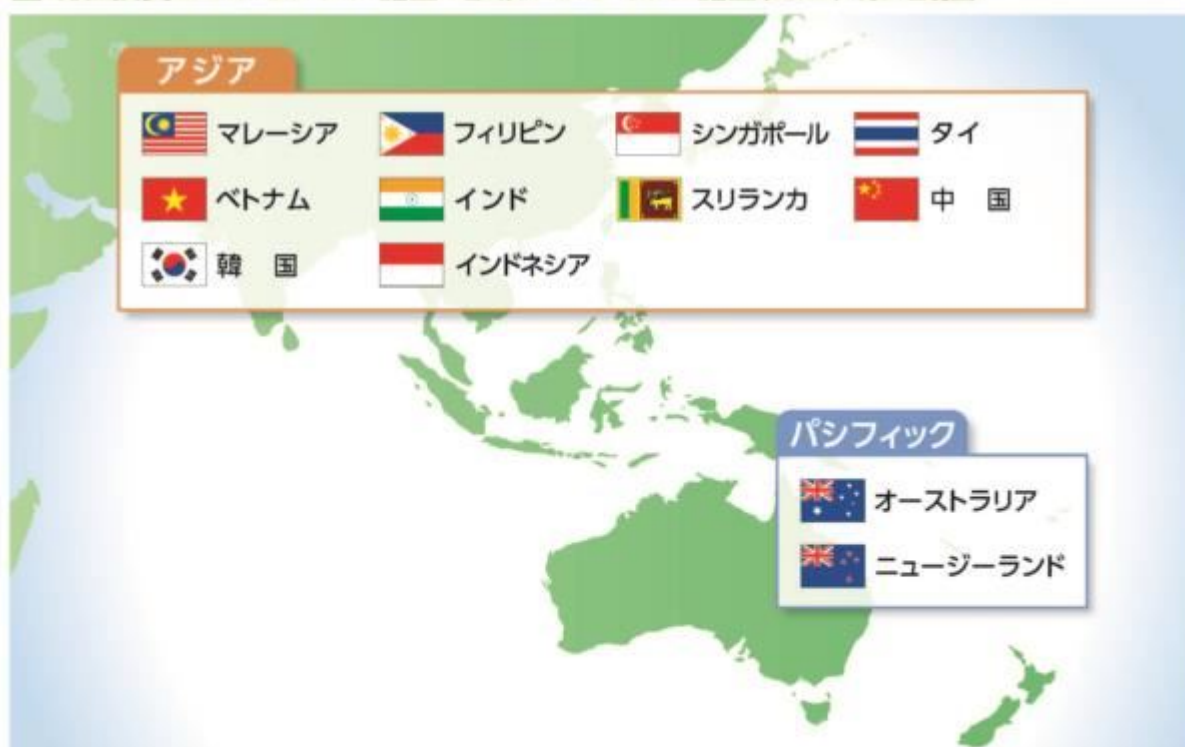 アジア
マレーシア フィリピン シンガポール タイ
ベトナム インド スリランカ 中 国
韓 国 インドネシア
パシフィック
オーストラリア
ニュージーランド